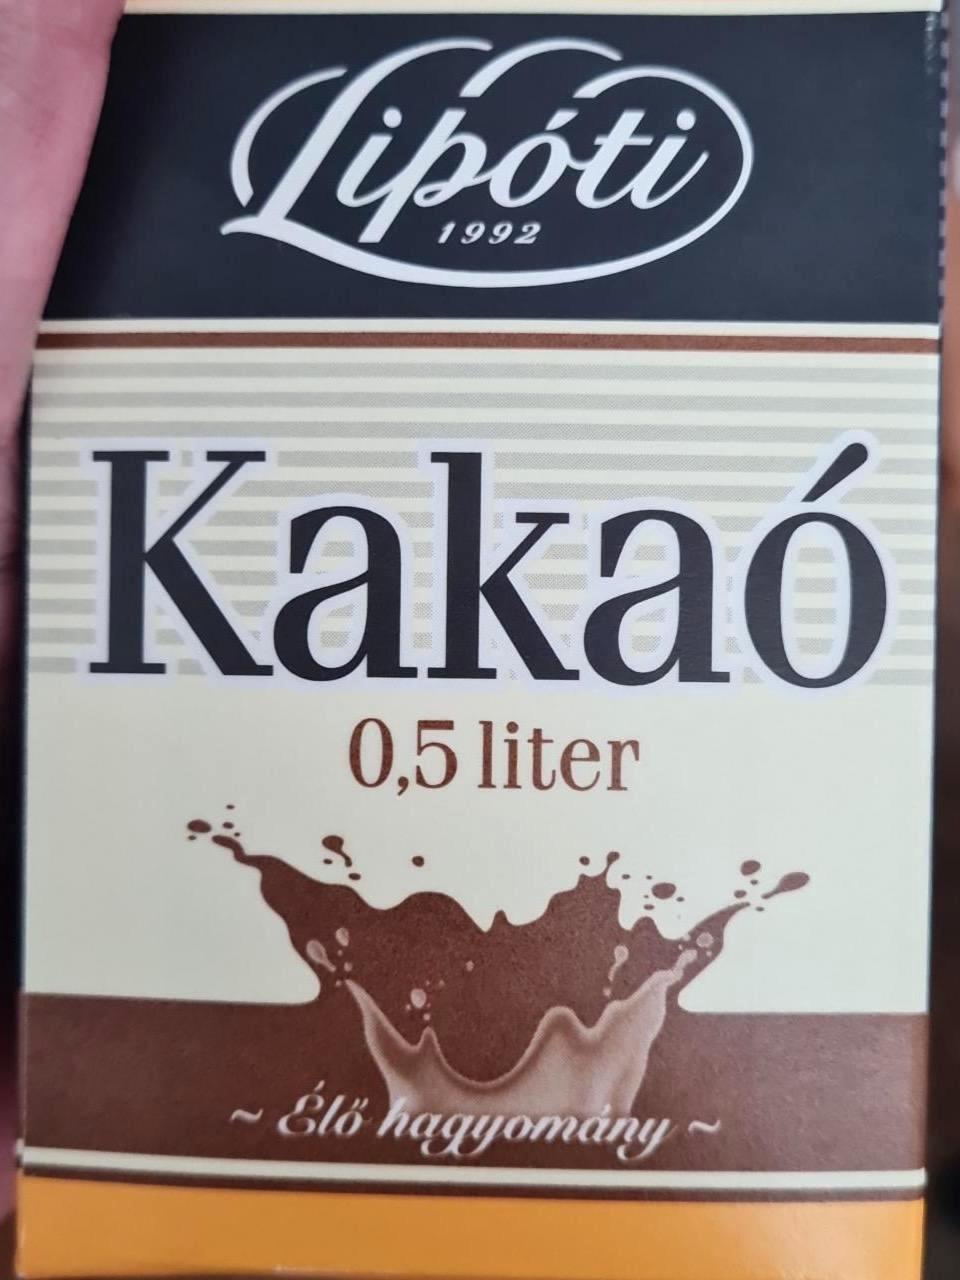 Lipóti
1992
Kakaó
0,5 liter
~ Élő hagyomány ~